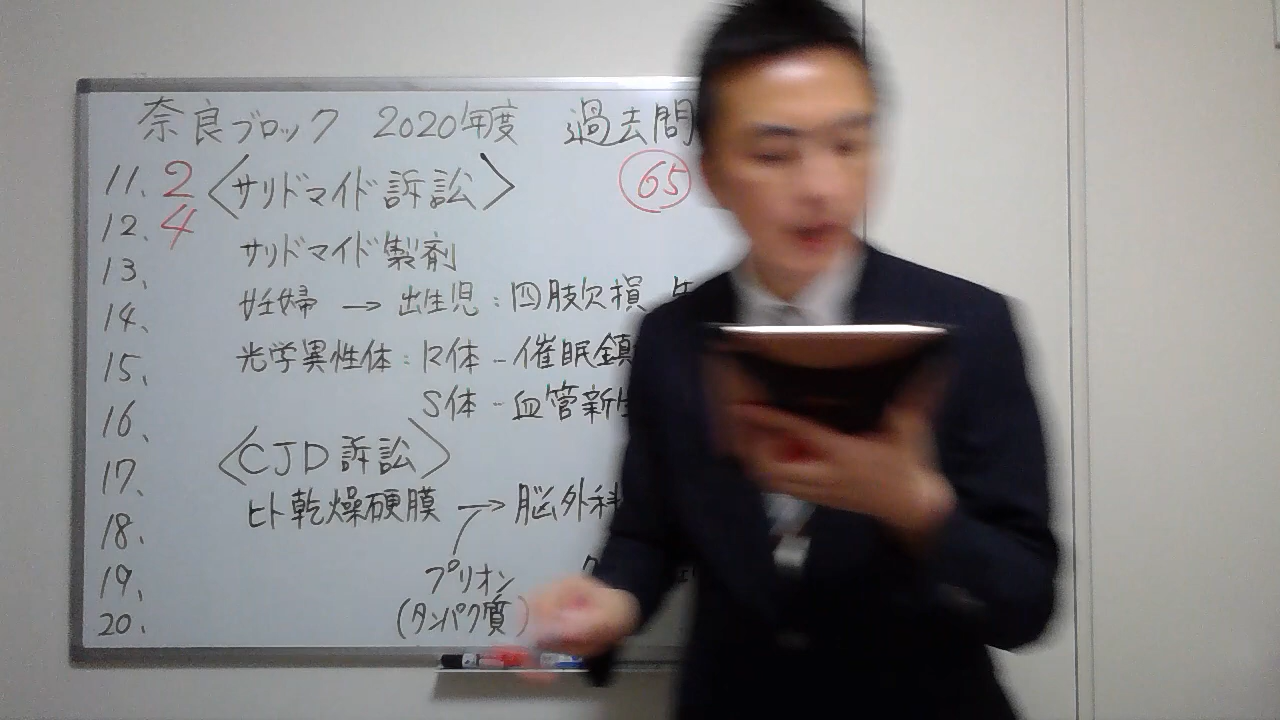 奈良ブロック 2020年度 過去問
11. 2 〈サリドマイド訴訟〉 65
12. 4
サリドマイド製剤
13.
妊婦 → 出生児：四肢欠損
14.
15. 光学異性体：R体 - 催眠鎮
16. S体 - 血管新生
〈CJD訴訟〉
17.
ヒト乾燥硬膜 → 脳外科
18.
19. プリオン
20. (タンパク質)